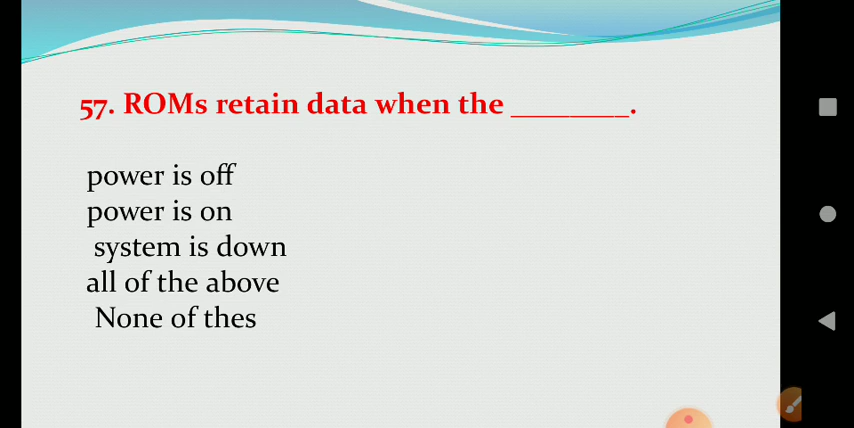 57. ROMs retain data when the ________.
power is off
power is on
system is down
all of the above
None of thes